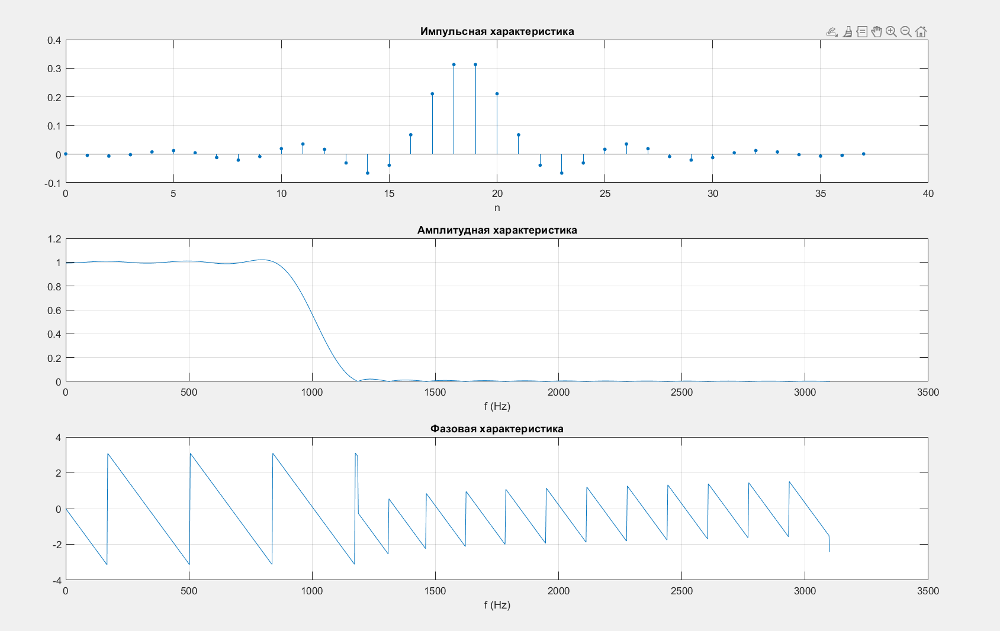 Импульсная характеристика
0.4
0.3
0.2
0.1
0
-0.1
0 5 10 15 20 25 30 35 40
n
Амплитудная характеристика
1.2
1
0.8
0.6
0.4
0.2
0
0 500 1000 1500 2000 2500 3000 3500
f (Hz)
Фазовая характеристика
4
2
0
-2
-4
0 500 1000 1500 2000 2500 3000 3500
f (Hz)